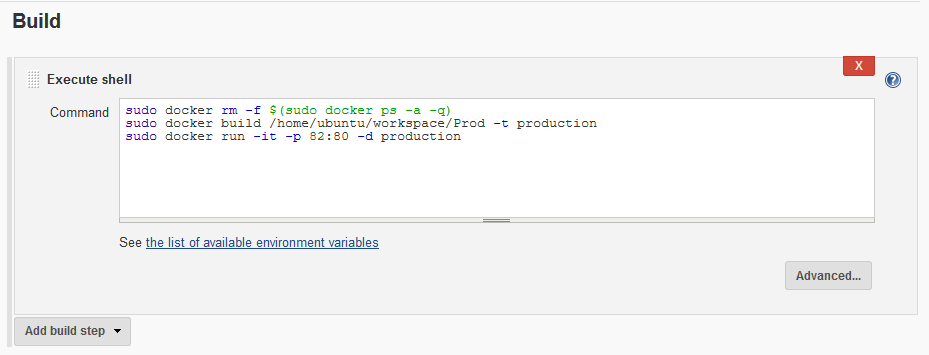 Build
X
Execute shell
?
Command
sudo docker rm -f $(sudo docker ps -a -q)
sudo docker build /home/ubuntu/workspace/Prod -t production
sudo docker run -it -p 82:80 -d production
See the list of available environment variables
Advanced...
Add build step